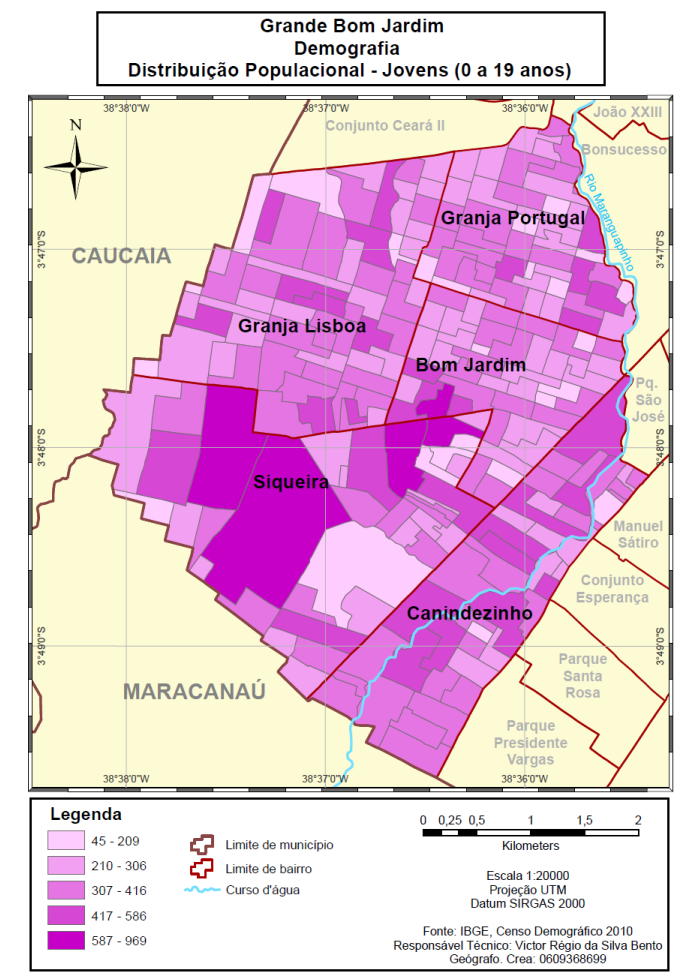 Grande Bom Jardim
Demografia
Distribuição Populacional - Jovens (0 a 19 anos)
38°38'0"W
38°37'0"W
38°36'0"W
N
Conjunto Ceará II
João XXIII
Bonsucesso
Rio Maranguapinho
Granja Portugal
3°47'0"S
3°47'0"S
CAUCAIA
Granja Lisboa
Bom Jardim
Pq.
São
José
3°48'0"S
3°48'0"S
Siqueira
Manuel
Sátiro
Conjunto
Esperança
Canindezinho
3°49'0"S
3°49'0"S
Parque
Santa
Rosa
MARACANAÚ
Parque
Presidente
Vargas
38°38'0"W
38°37'0"W
38°36'0"W
Legenda
45 - 209
210 - 306
307 - 416
417 - 586
587 - 969
Limite de município
Limite de bairro
Curso d'água
0 0,25 0,5 1 1,5 2
Kilometers
Escala 1:20000
Projeção UTM
Datum SIRGAS 2000
Fonte: IBGE, Censo Demográfico 2010
Responsável Técnico: Victor Régio da Silva Bento
Geógrafo. Crea: 0609368699